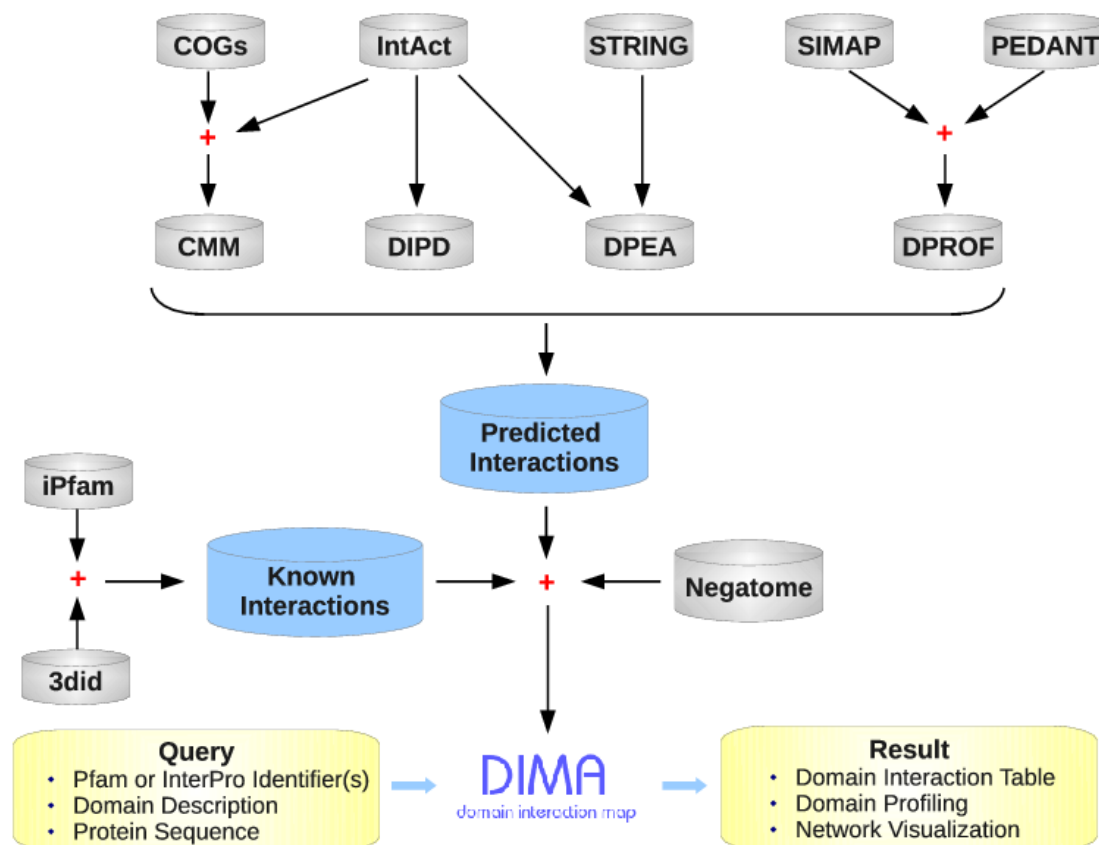 COGs
IntAct
STRING
SIMAP
PEDANT
+
+
CMM
DIPD
DPEA
DPROF
Predicted
Interactions
iPfam
+
Known
Interactions
+
Negatome
3did
Query
• Pfam or InterPro Identifier(s)
• Domain Description
• Protein Sequence
DIMA
domain interaction map
Result
• Domain Interaction Table
• Domain Profiling
• Network Visualization